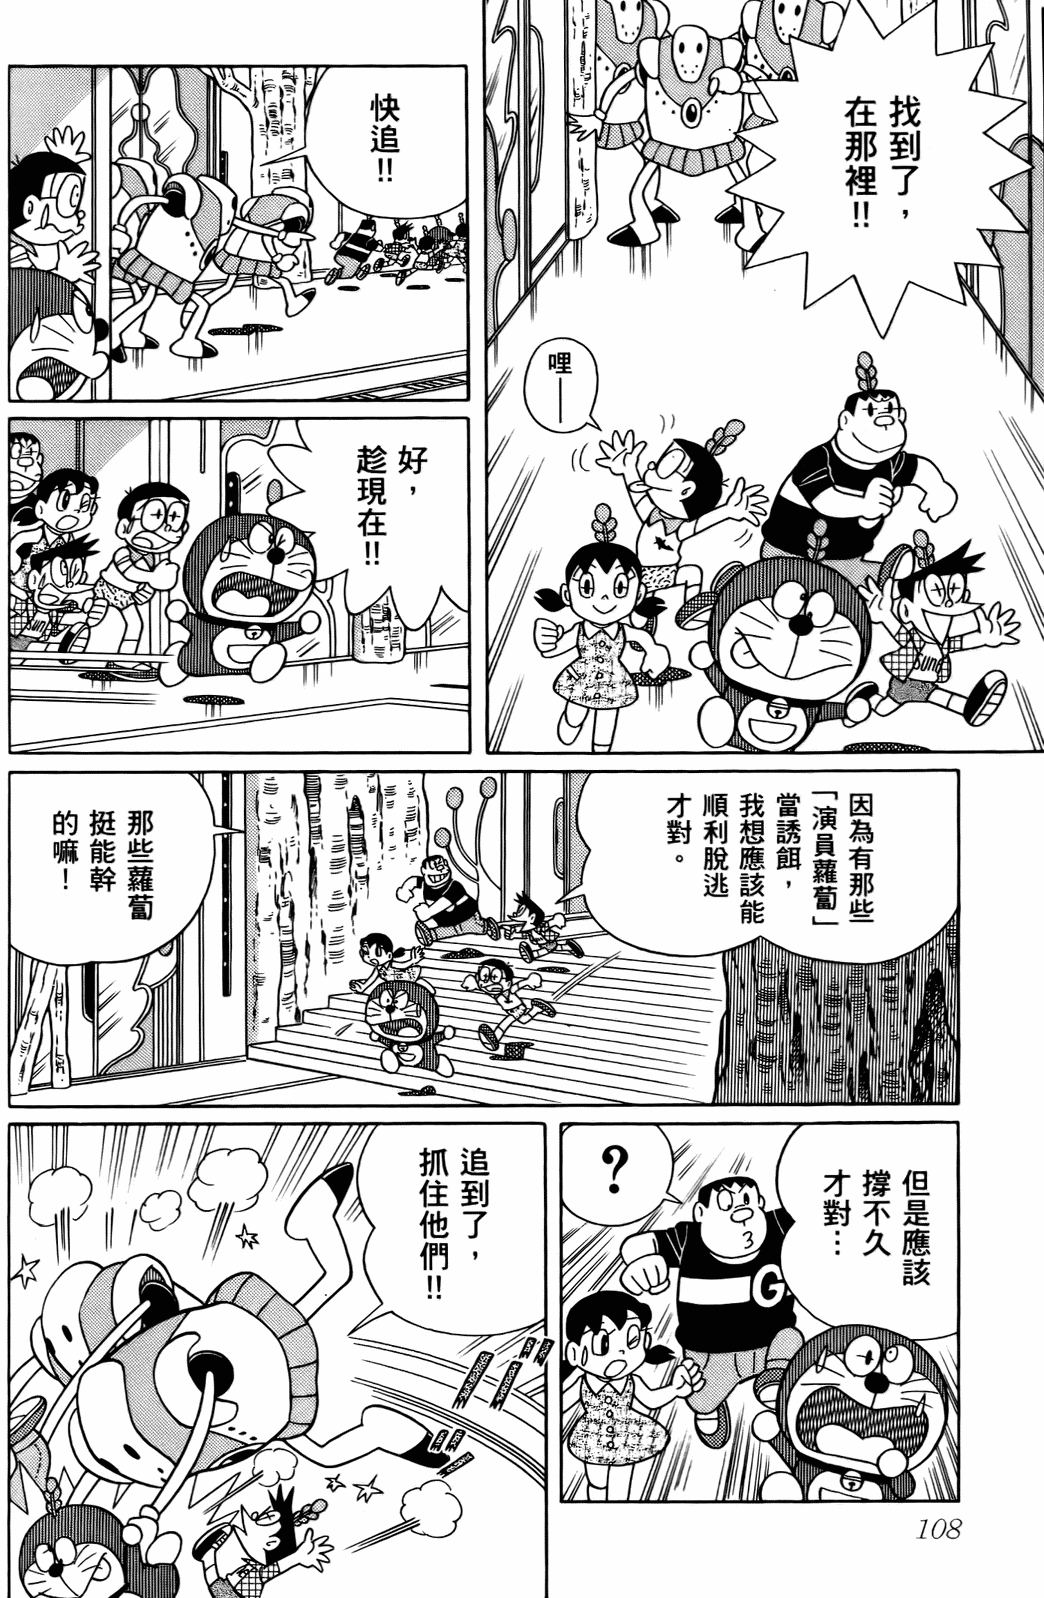 找到了，
在那裡!!
哩—
快追!!
好，
趁現在!!
因為有那些
「演員蘿蔔」
當誘餌，
我想應該能
順利脫逃
才對。
那些蘿蔔
挺能幹
的嘛！
但是應該
撐不久
才對…
？
追到了，
抓住他們!!
Sun
Sune
G
108